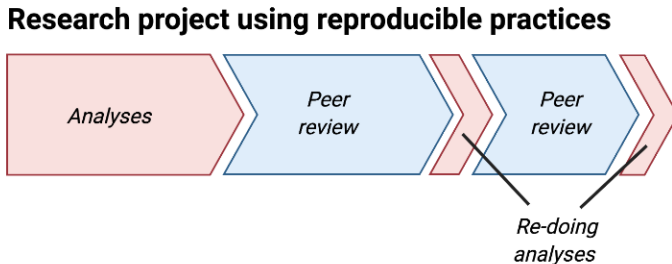 Research project using reproducible practices
Analyses
Peer
review
Peer
review
Re-doing
analyses